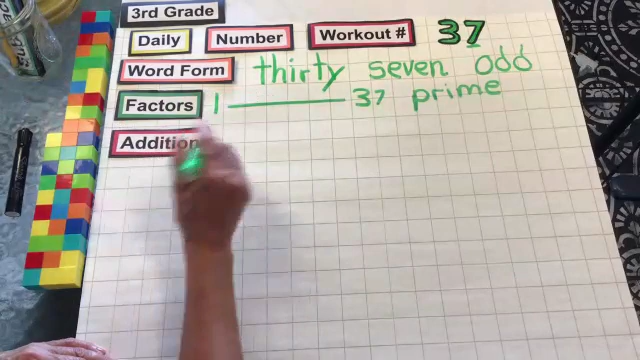 3rd Grade
Daily Number Workout # 37
Word Form thirty seven odd
Factors 1 37 prime
Addition